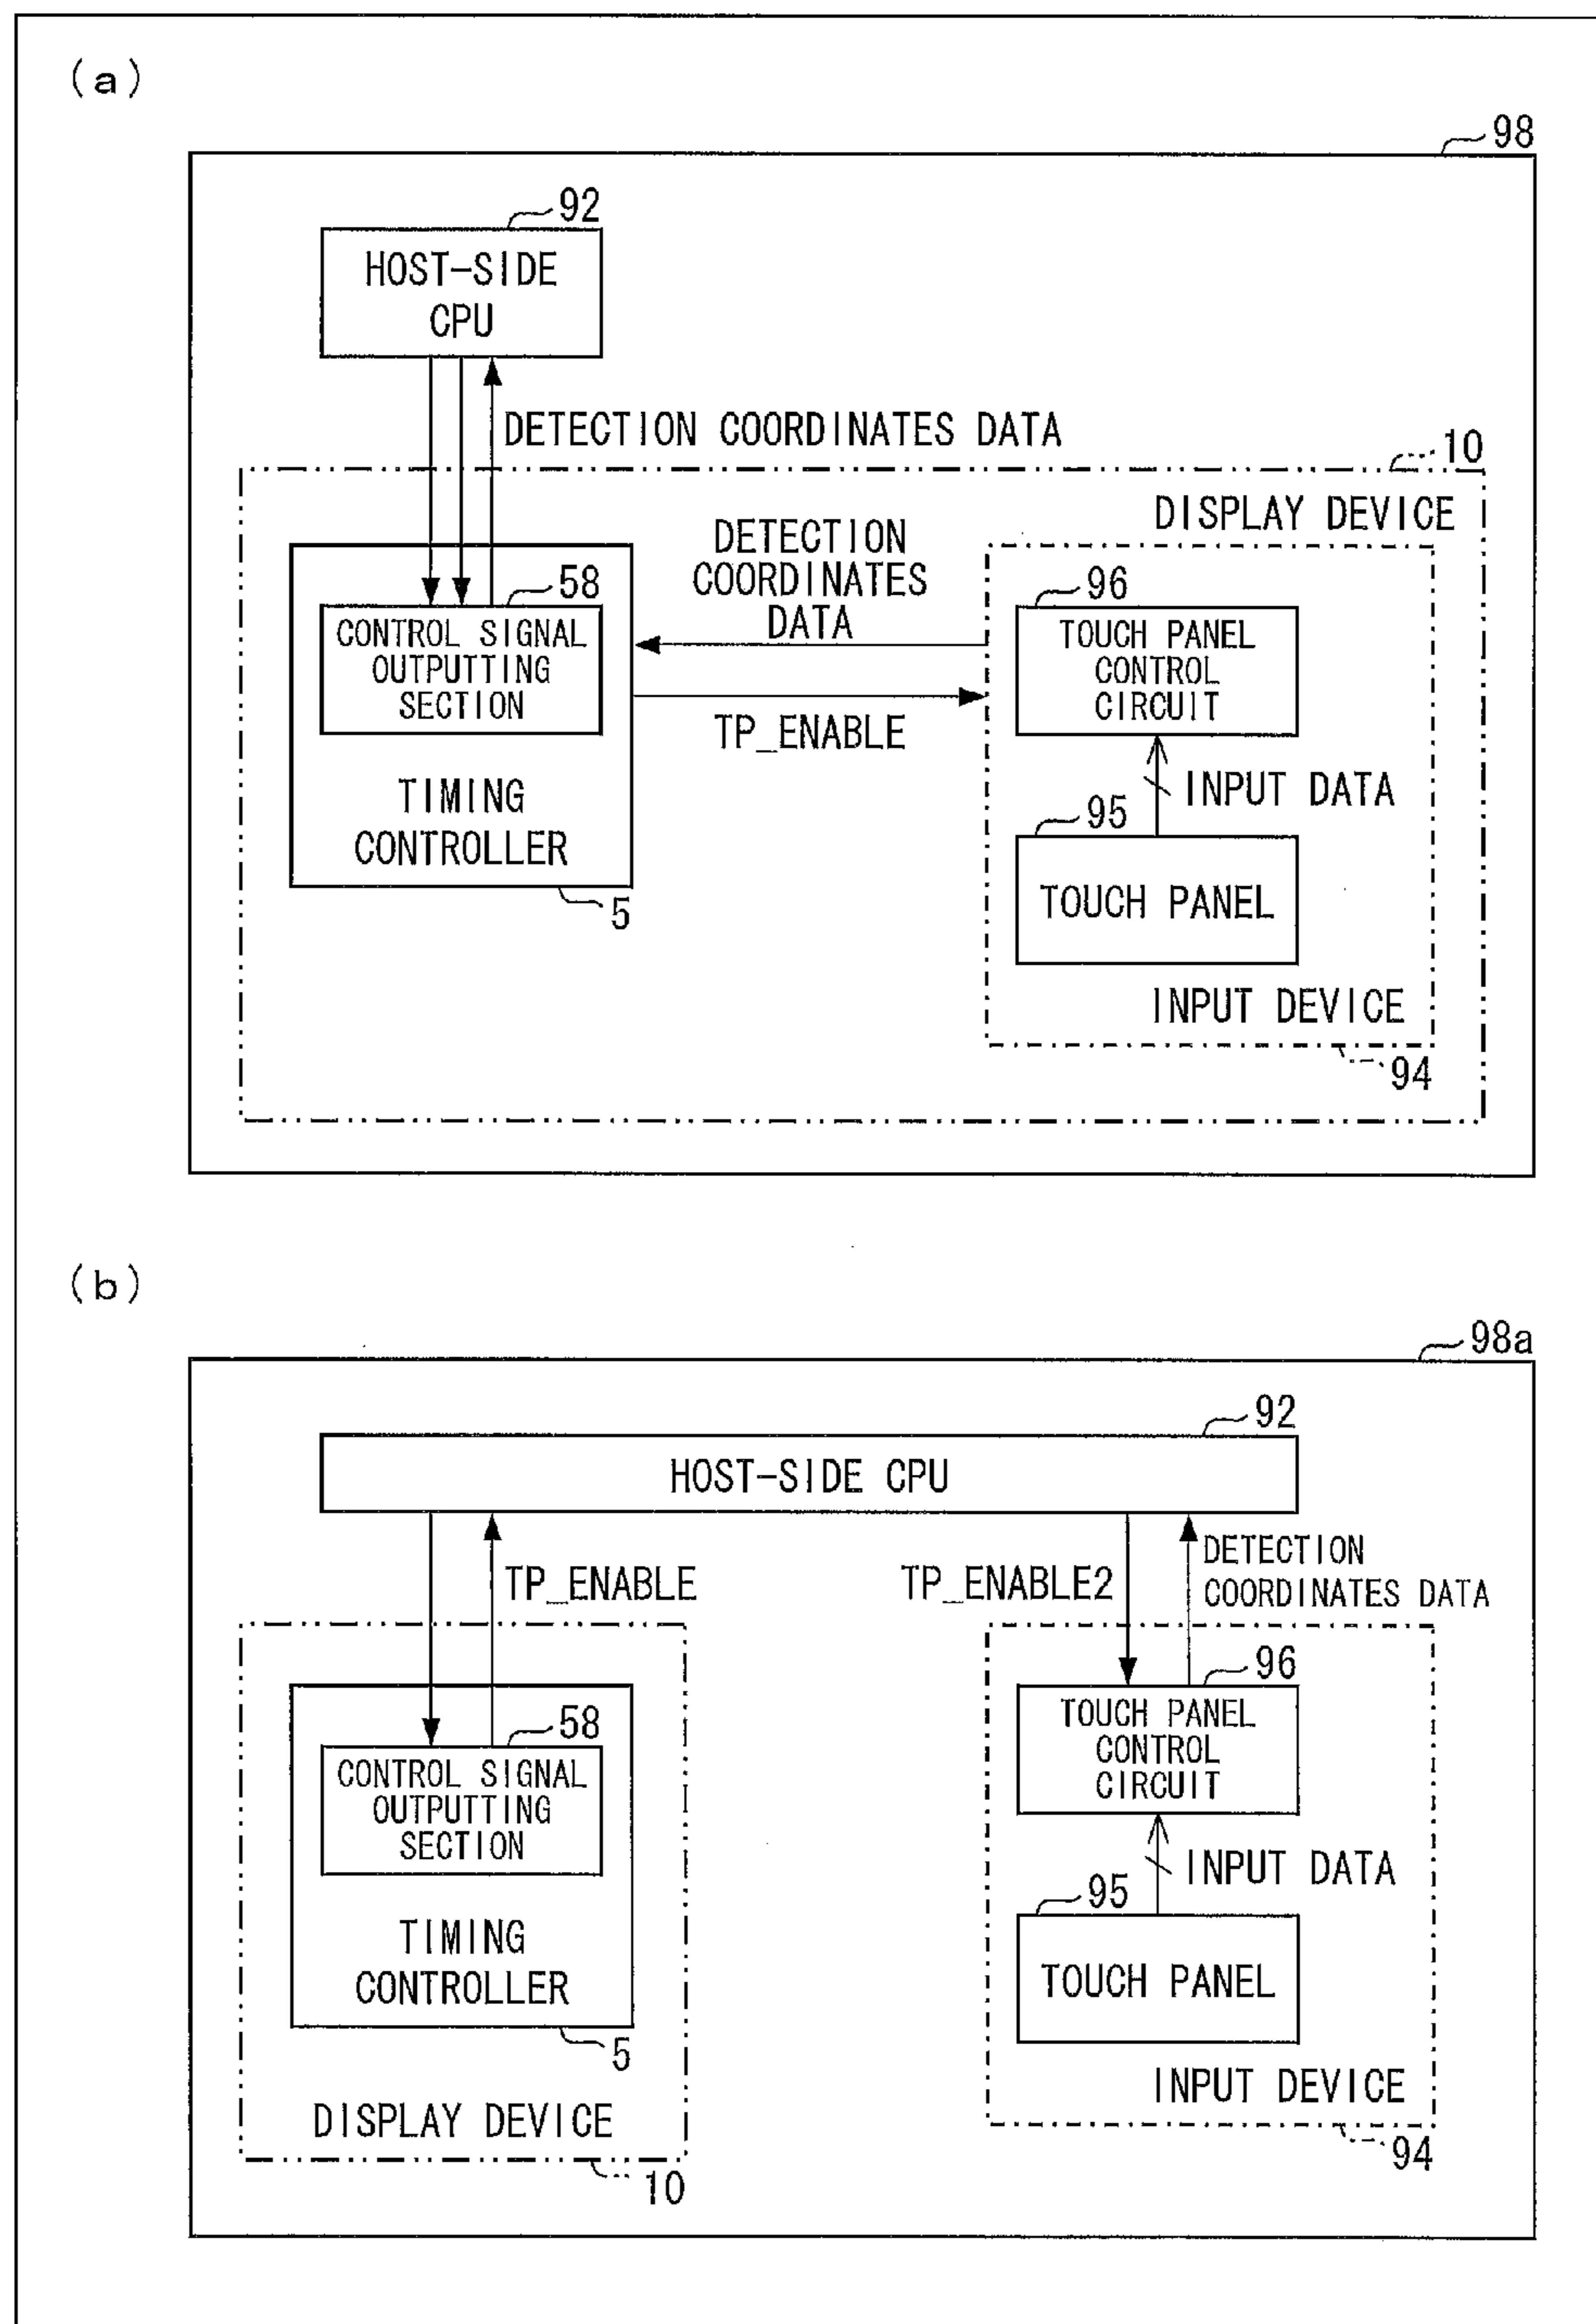 (a)
98
92
HOST-SIDE
CPU
DETECTION COORDINATES DATA
10
DISPLAY DEVICE
DETECTION
COORDINATES
DATA
58
CONTROL SIGNAL
OUTPUTTING
SECTION
96
TOUCH PANEL
CONTROL
CIRCUIT
TP_ENABLE
INPUT DATA
TIMING
CONTROLLER
5
95
TOUCH PANEL
INPUT DEVICE
94
(b)
98a
92
HOST-SIDE CPU
TP_ENABLE
TP_ENABLE2
DETECTION
COORDINATES DATA
58
CONTROL SIGNAL
OUTPUTTING
SECTION
96
TOUCH PANEL
CONTROL
CIRCUIT
INPUT DATA
TIMING
CONTROLLER
5
95
TOUCH PANEL
DISPLAY DEVICE
10
INPUT DEVICE
94